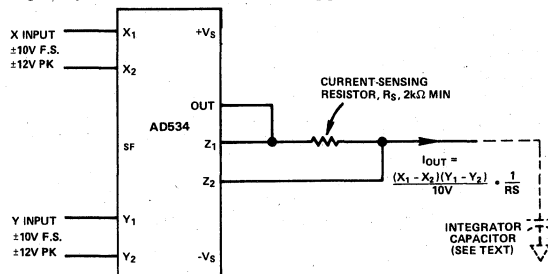 X INPUT
±10V F.S.
±12V PK
X1
X2
+VS
OUT
AD534
SF
Z1
Z2
Y INPUT
±10V F.S.
±12V PK
Y1
Y2
-VS
CURRENT-SENSING
RESISTOR, RS, 2kΩ MIN
IOUT =
(X1 - X2)(Y1 - Y2)
10V
• 1
RS
INTEGRATOR
CAPACITOR
(SEE TEXT)